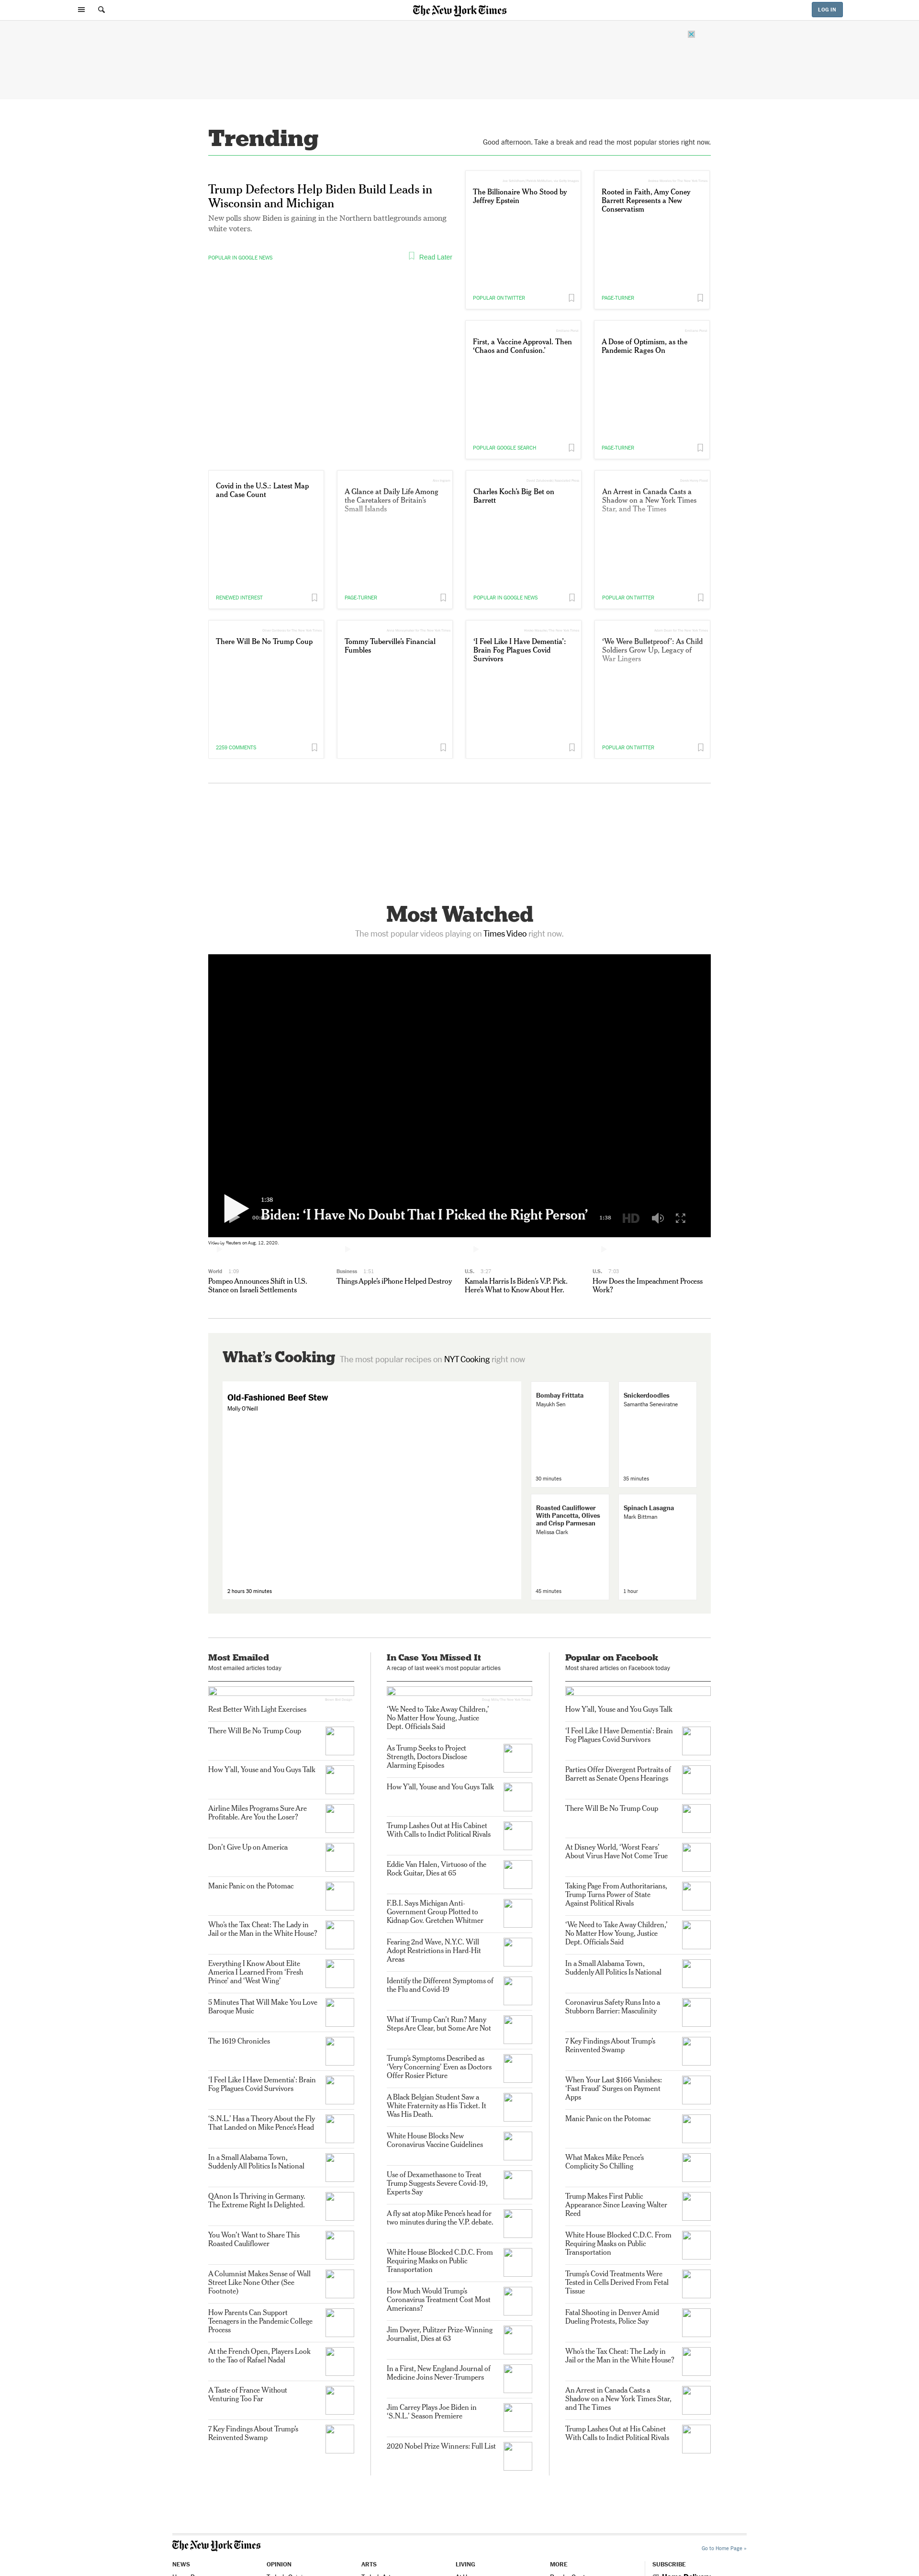 The New York Times
LOG IN
Trending
Good afternoon. Take a break and read the most popular stories right now.
Trump Defectors Help Biden Build Leads in
Wisconsin and Michigan
New polls show Biden is gaining in the Northern battlegrounds among
white voters.
POPULAR IN GOOGLE NEWS
Read Later
The Billionaire Who Stood by
Jeffrey Epstein
POPULAR ON TWITTER
Rooted in Faith, Amy Coney
Barrett Represents a New
Conservatism
PAGE-TURNER
First, a Vaccine Approval. Then
‘Chaos and Confusion.’
POPULAR GOOGLE SEARCH
A Dose of Optimism, as the
Pandemic Rages On
PAGE-TURNER
Covid in the U.S.: Latest Map
and Case Count
RENEWED INTEREST
A Glance at Daily Life Among
the Caretakers of Britain’s
Small Islands
PAGE-TURNER
Charles Koch’s Big Bet on
Barrett
POPULAR IN GOOGLE NEWS
An Arrest in Canada Casts a
Shadow on a New York Times
Star, and The Times
POPULAR ON TWITTER
There Will Be No Trump Coup
2259 COMMENTS
Tommy Tuberville’s Financial
Fumbles
‘I Feel Like I Have Dementia’:
Brain Fog Plagues Covid
Survivors
‘We Were Bulletproof’: As Child
Soldiers Grow Up, Legacy of
War Lingers
POPULAR ON TWITTER
Most Watched
The most popular videos playing on Times Video right now.
1:38
Biden: ‘I Have No Doubt That I Picked the Right Person’
1:38
HD
Video by Reuters on Aug. 12, 2020.
World 1:09
Pompeo Announces Shift in U.S.
Stance on Israeli Settlements
Business 1:51
Things Apple’s iPhone Helped Destroy
U.S. 3:27
Kamala Harris Is Biden’s V.P. Pick.
Here’s What to Know About Her.
U.S. 7:03
How Does the Impeachment Process
Work?
What’s Cooking The most popular recipes on NYT Cooking right now
Old-Fashioned Beef Stew
Molly O'Neill
2 hours 30 minutes
Bombay Frittata
Mayukh Sen
30 minutes
Snickerdoodles
Samantha Seneviratne
35 minutes
Roasted Cauliflower
With Pancetta, Olives
and Crisp Parmesan
Melissa Clark
45 minutes
Spinach Lasagna
Mark Bittman
1 hour
Most Emailed
Most emailed articles today
Rest Better With Light Exercises
There Will Be No Trump Coup
How Y’all, Youse and You Guys Talk
Airline Miles Programs Sure Are
Profitable. Are You the Loser?
Don’t Give Up on America
Manic Panic on the Potomac
Who’s the Tax Cheat: The Lady in
Jail or the Man in the White House?
Everything I Know About Elite
America I Learned From ‘Fresh
Prince’ and ‘West Wing’
5 Minutes That Will Make You Love
Baroque Music
The 1619 Chronicles
‘I Feel Like I Have Dementia’: Brain
Fog Plagues Covid Survivors
‘S.N.L.’ Has a Theory About the Fly
That Landed on Mike Pence’s Head
In a Small Alabama Town,
Suddenly All Politics Is National
QAnon Is Thriving in Germany.
The Extreme Right Is Delighted.
You Won’t Want to Share This
Roasted Cauliflower
A Columnist Makes Sense of Wall
Street Like None Other (See
Footnote)
How Parents Can Support
Teenagers in the Pandemic College
Process
At the French Open, Players Look
to the Tao of Rafael Nadal
A Taste of France Without
Venturing Too Far
7 Key Findings About Trump’s
Reinvented Swamp
In Case You Missed It
A recap of last week’s most popular articles
‘We Need to Take Away Children,’
No Matter How Young, Justice
Dept. Officials Said
As Trump Seeks to Project
Strength, Doctors Disclose
Alarming Episodes
How Y’all, Youse and You Guys Talk
Trump Lashes Out at His Cabinet
With Calls to Indict Political Rivals
Eddie Van Halen, Virtuoso of the
Rock Guitar, Dies at 65
F.B.I. Says Michigan Anti-
Government Group Plotted to
Kidnap Gov. Gretchen Whitmer
Fearing 2nd Wave, N.Y.C. Will
Adopt Restrictions in Hard-Hit
Areas
Identify the Different Symptoms of
the Flu and Covid-19
What if Trump Can’t Run? Many
Steps Are Clear, but Some Are Not
Trump’s Symptoms Described as
‘Very Concerning’ Even as Doctors
Offer Rosier Picture
A Black Belgian Student Saw a
White Fraternity as His Ticket. It
Was His Death.
White House Blocks New
Coronavirus Vaccine Guidelines
Use of Dexamethasone to Treat
Trump Suggests Severe Covid-19,
Experts Say
A fly sat atop Mike Pence’s head for
two minutes during the V.P. debate.
White House Blocked C.D.C. From
Requiring Masks on Public
Transportation
How Much Would Trump’s
Coronavirus Treatment Cost Most
Americans?
Jim Dwyer, Pulitzer Prize-Winning
Journalist, Dies at 63
In a First, New England Journal of
Medicine Joins Never-Trumpers
Jim Carrey Plays Joe Biden in
‘S.N.L.’ Season Premiere
2020 Nobel Prize Winners: Full List
Popular on Facebook
Most shared articles on Facebook today
How Y’all, Youse and You Guys Talk
‘I Feel Like I Have Dementia’: Brain
Fog Plagues Covid Survivors
Parties Offer Divergent Portraits of
Barrett as Senate Opens Hearings
There Will Be No Trump Coup
At Disney World, ‘Worst Fears’
About Virus Have Not Come True
Taking Page From Authoritarians,
Trump Turns Power of State
Against Political Rivals
‘We Need to Take Away Children,’
No Matter How Young, Justice
Dept. Officials Said
In a Small Alabama Town,
Suddenly All Politics Is National
Coronavirus Safety Runs Into a
Stubborn Barrier: Masculinity
7 Key Findings About Trump’s
Reinvented Swamp
When Your Last $166 Vanishes:
‘Fast Fraud’ Surges on Payment
Apps
Manic Panic on the Potomac
What Makes Mike Pence’s
Complicity So Chilling
Trump Makes First Public
Appearance Since Leaving Walter
Reed
White House Blocked C.D.C. From
Requiring Masks on Public
Transportation
Trump’s Covid Treatments Were
Tested in Cells Derived From Fetal
Tissue
Fatal Shooting in Denver Amid
Dueling Protests, Police Say
Who’s the Tax Cheat: The Lady in
Jail or the Man in the White House?
An Arrest in Canada Casts a
Shadow on a New York Times Star,
and The Times
Trump Lashes Out at His Cabinet
With Calls to Indict Political Rivals
The New York Times
Go to Home Page »
NEWS
OPINION
ARTS
LIVING
MORE
SUBSCRIBE